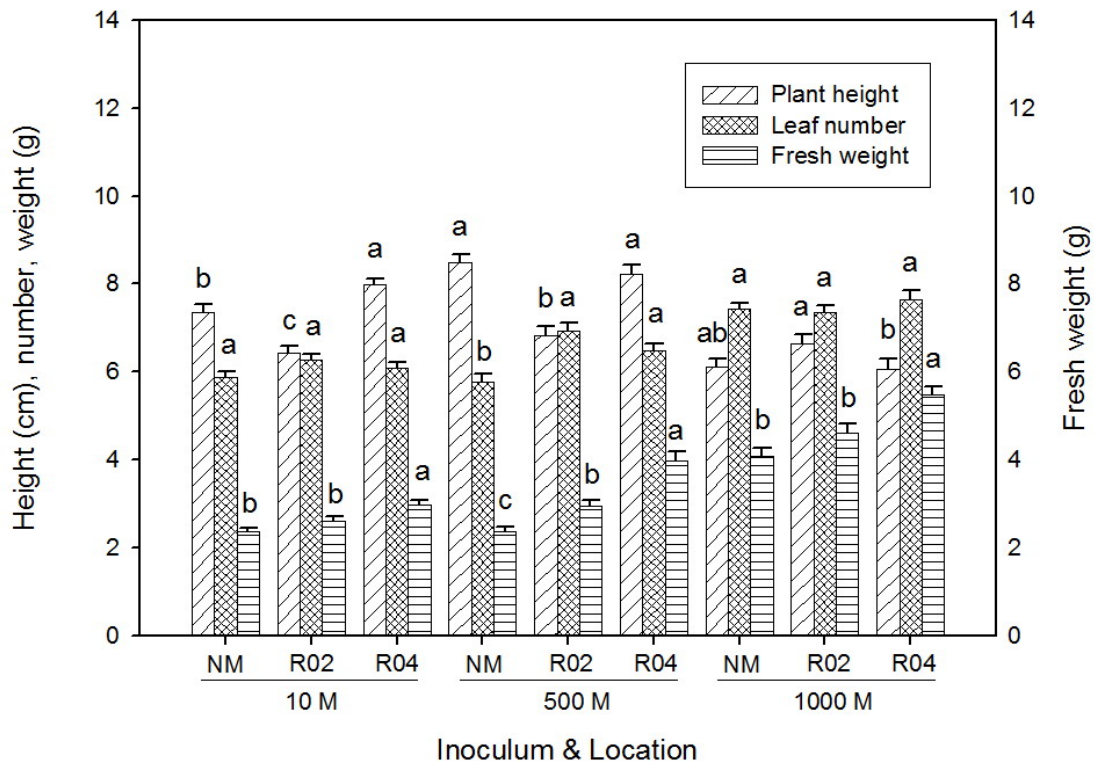 14
12
10
8
6
4
2
0
Height (cm), number, weight (g)
14
12
10
8
6
4
2
0
Fresh weight (g)
Plant height
Leaf number
Fresh weight
b a b
c a b
a a a
a b c
b a a
a a a
ab a b
a a b
b a a
NM R02 R04 NM R02 R04 NM R02 R04
10 M 500 M 1000 M
Inoculum & Location